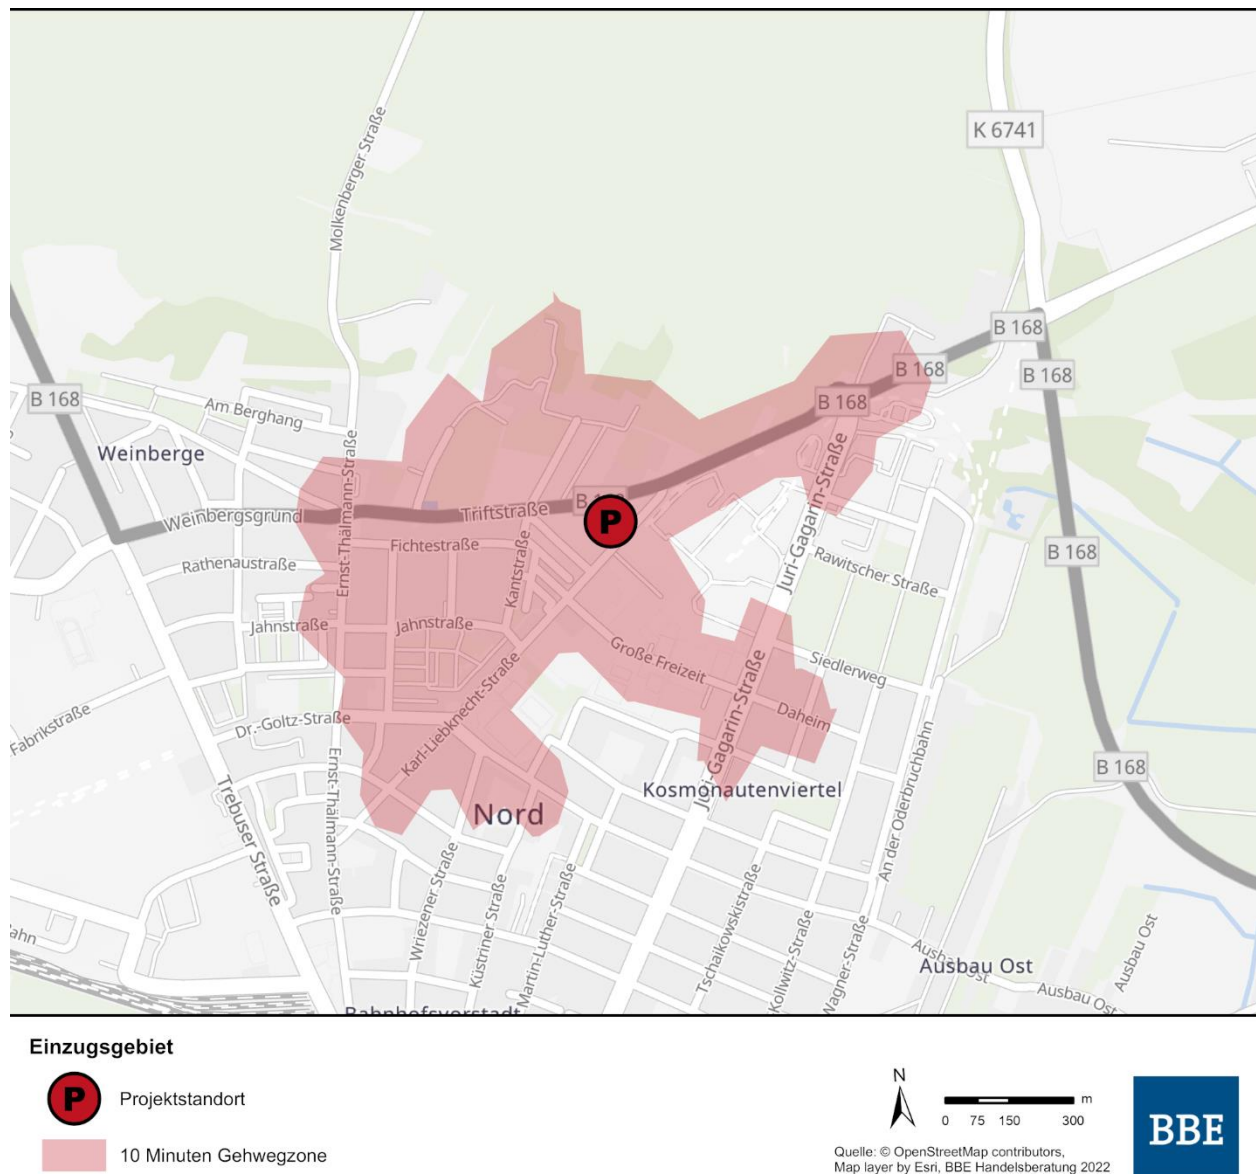 K 6741
Molkenberger Straße
B 168
B 168
B 168
B 168
B 168
Am Berghang
Weinberge
Ernst-Thälmann-Straße
Weinbergsgrund
Triftstraße
P
Fichtestraße
Kantstraße
Juri-Gagarin-Straße
B 168
Rathenaustraße
Rawitscher Straße
Jahnstraße
Jahnstraße
Große Freizeit
Siedlerweg
Karl-Liebknecht-Straße
Juri-Gagarin-Straße
Daheim
Fabrikstraße
Dr.-Goltz-Straße
Kosmonautenviertel
B 168
Nord
Trebuser Straße
Ernst-Thälmann-Straße
An der Oderbruchbahn
Wriezener Straße
Küstriner Straße
Martin-Luther-Straße
Tschaikowskistraße
Kollwitz-Straße
Wagner-Straße
Ausbau Ost
Ausbau Ost
Ausbau Ost
Ausbau Ost
Bahnhofsvorstadt
Einzugsgebiet
P
Projektstandort
10 Minuten Gehwegzone
N
m
0 75 150 300
Quelle: © OpenStreetMap contributors,
Map layer by Esri, BBE Handelsberatung 2022
BBE